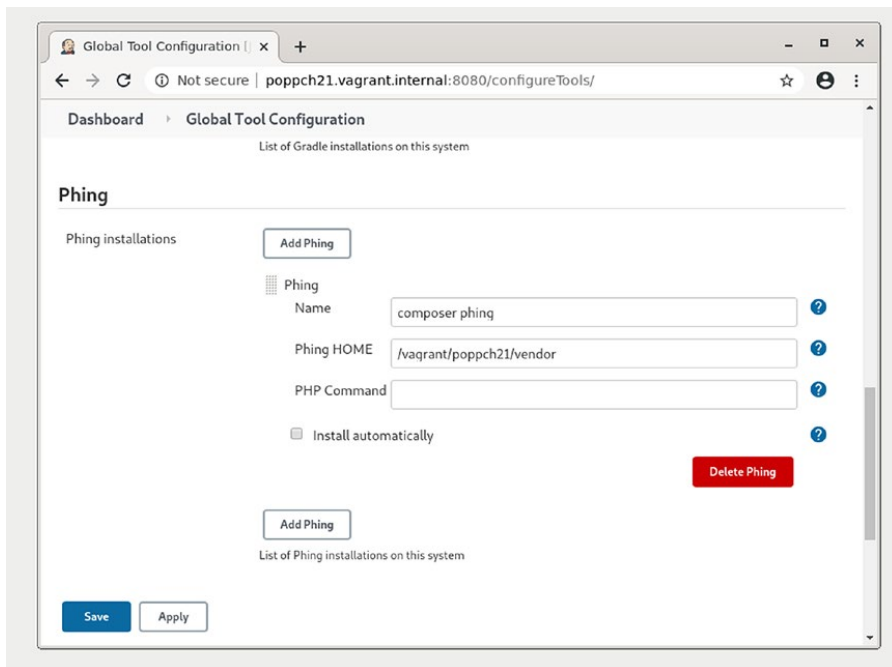 Global Tool Configuration [
Not secure | poppch21.vagrant.internal:8080/configureTools/
Dashboard Global Tool Configuration
List of Gradle installations on this system
Phing
Phing installations
Add Phing
Phing
Name composer phing
Phing HOME /vagrant/poppch21/vendor
PHP Command
Install automatically
Delete Phing
Add Phing
List of Phing installations on this system
Save Apply